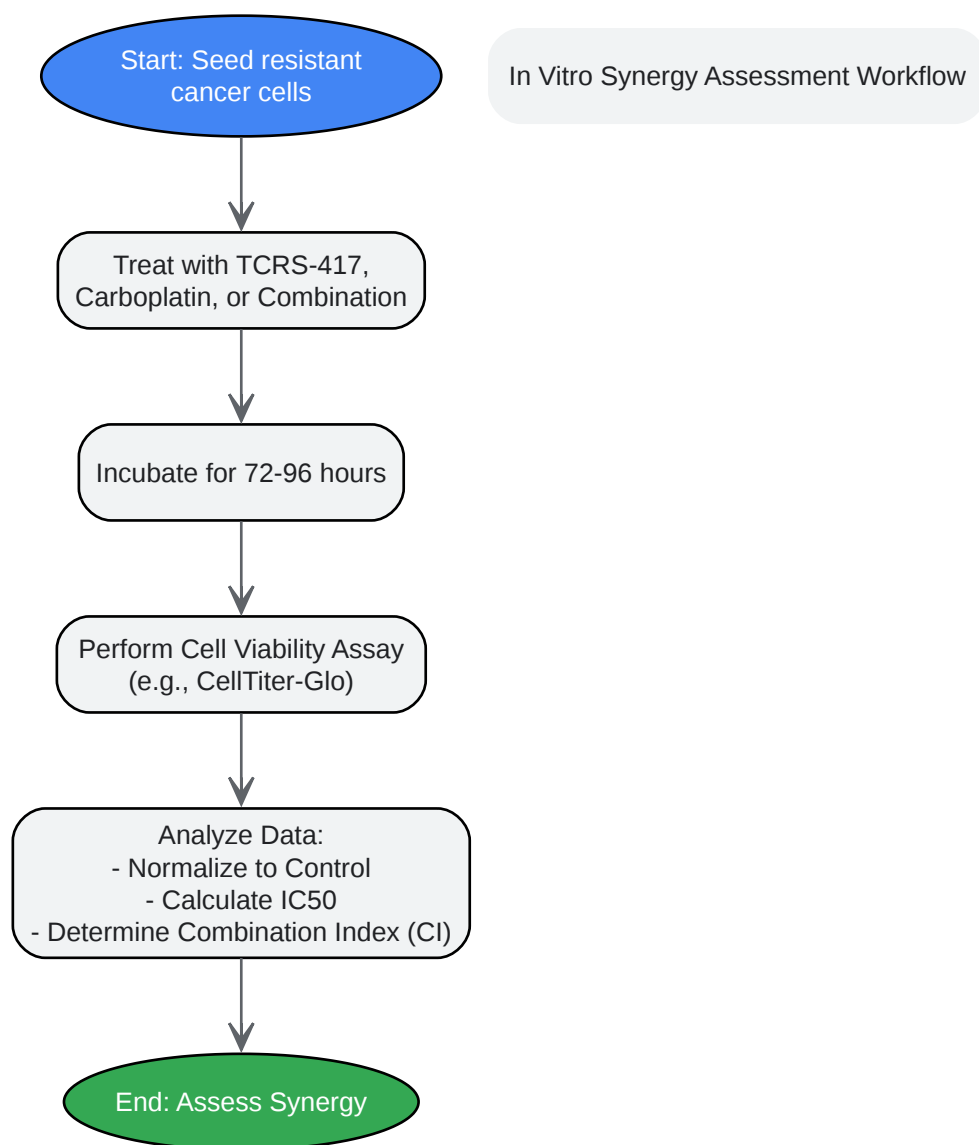 Start: Seed resistant
cancer cells
In Vitro Synergy Assessment Workflow
Treat with TCRS-417,
Carboplatin, or Combination
Incubate for 72-96 hours
Perform Cell Viability Assay
(e.g., CellTiter-Glo)
Analyze Data:
- Normalize to Control
- Calculate IC50
- Determine Combination Index (CI)
End: Assess Synergy